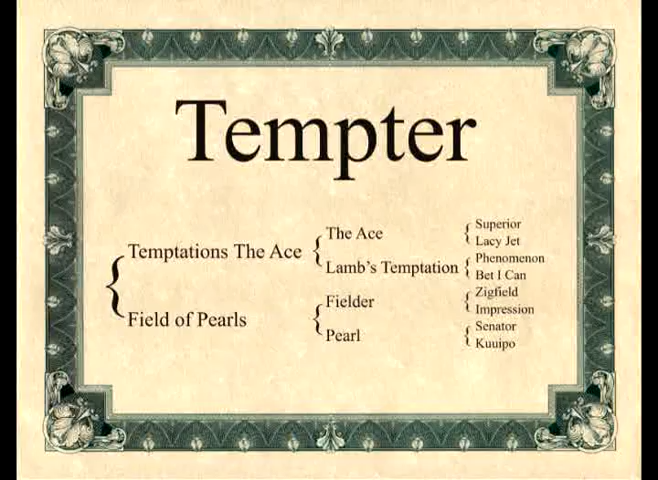 Tempter
Temptations The Ace
Field of Pearls
The Ace
Lamb's Temptation
Fielder
Pearl
Superior
Lacy Jet
Phenomenon
Bet I Can
Zigfield
Impression
Senator
Kuuipo